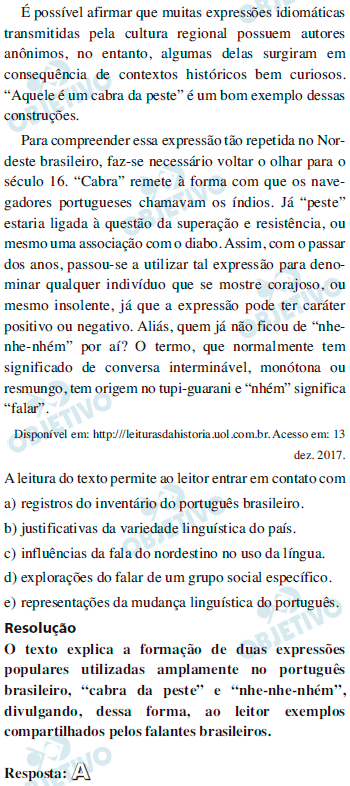 É possível afirmar que muitas expressões idiomáticas
transmitidas pela cultura regional possuem autores
anônimos, no entanto, algumas delas surgiram em
consequência de contextos históricos bem curiosos.
“Aquele é um cabra da peste” é um bom exemplo dessas
construções.
Para compreender essa expressão tão repetida no Nor-
deste brasileiro, faz-se necessário voltar o olhar para o
século 16. “Cabra” remete à forma com que os nave-
gadores portugueses chamavam os índios. Já “peste”
estaria ligada à questão da superação e resistência, ou
mesmo uma associação com o diabo. Assim, com o passar
dos anos, passou-se a utilizar tal expressão para deno-
minar qualquer indivíduo que se mostre corajoso, ou
mesmo insolente, já que a expressão pode ter caráter
positivo ou negativo. Aliás, quem já não ficou de “nhe-
nhe-nhém” por aí? O termo, que normalmente tem
significado de conversa interminável, monótona ou
resmungo, tem origem no tupi-guarani e “nhém” significa
“falar”.
Disponível em: http:///leiturasdahistoria.uol.com.br. Acesso em: 13
dez. 2017.
A leitura do texto permite ao leitor entrar em contato com
a) registros do inventário do português brasileiro.
b) justificativas da variedade linguística do país.
c) influências da fala do nordestino no uso da língua.
d) explorações do falar de um grupo social específico.
e) representações da mudança linguística do português.
Resolução
O texto explica a formação de duas expressões
populares utilizadas amplamente no português
brasileiro, “cabra da peste” e “nhe-nhe-nhém”,
divulgando, dessa forma, ao leitor exemplos
compartilhados pelos falantes brasileiros.
Resposta: A